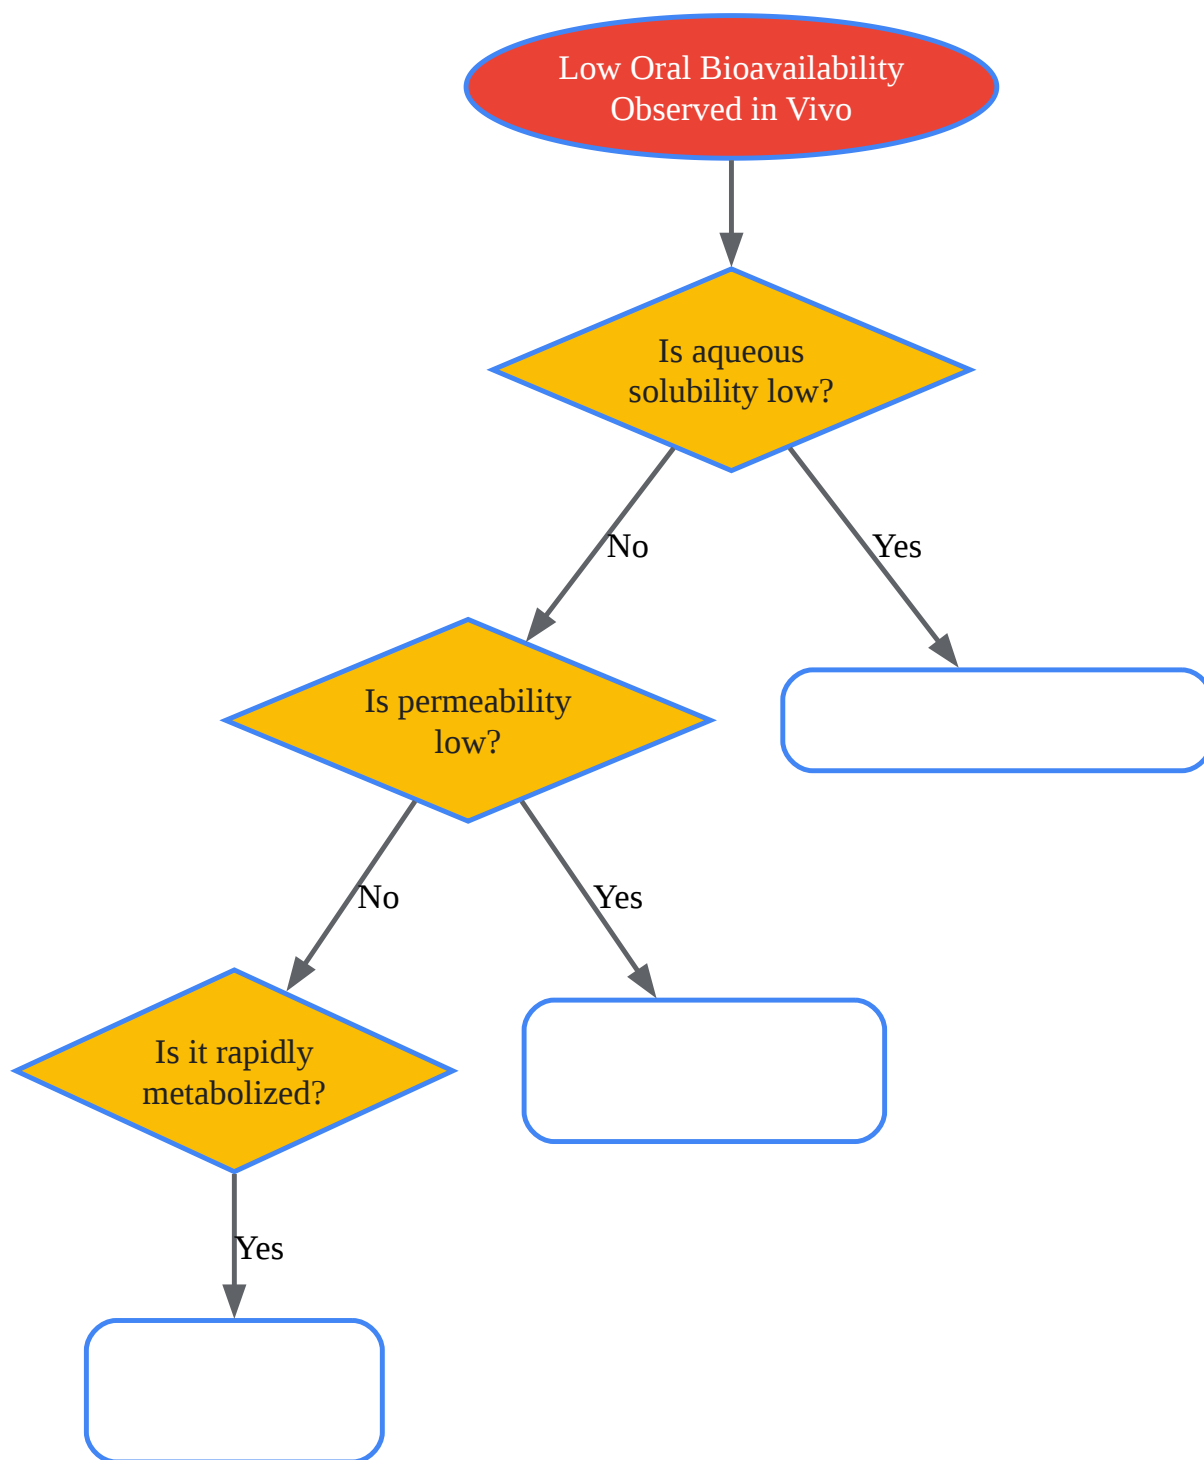 Low Oral Bioavailability
Observed in Vivo
Is aqueous
solubility low?
No
Yes
Is permeability
low?
No
Yes
Is it rapidly
metabolized?
Yes